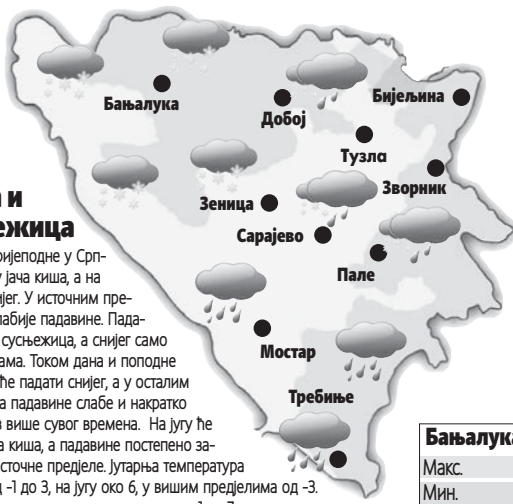 Бањалука
Добој
Бијељина
Тузла
Зворник
Зеница
Сарајево
Пале
Мостар
Требиње
и
ежица
ријеподне у Срп-
у јача киша, а на
ијег. У источним пре-
лабије падавине. Пада-
сусњежица, а снијег само
ама. Током дана и поподне
ће падати снијег, а у осталим
а падавине слабе и накратко
з више сувог времена. На југу ће
а киша, а падавине постепено за-
сточне предјеле. Јутарња температура
д -1 до 3, на југу око 6, у вишим предјелима од -3.
Бањалука
Макс.
Мин.